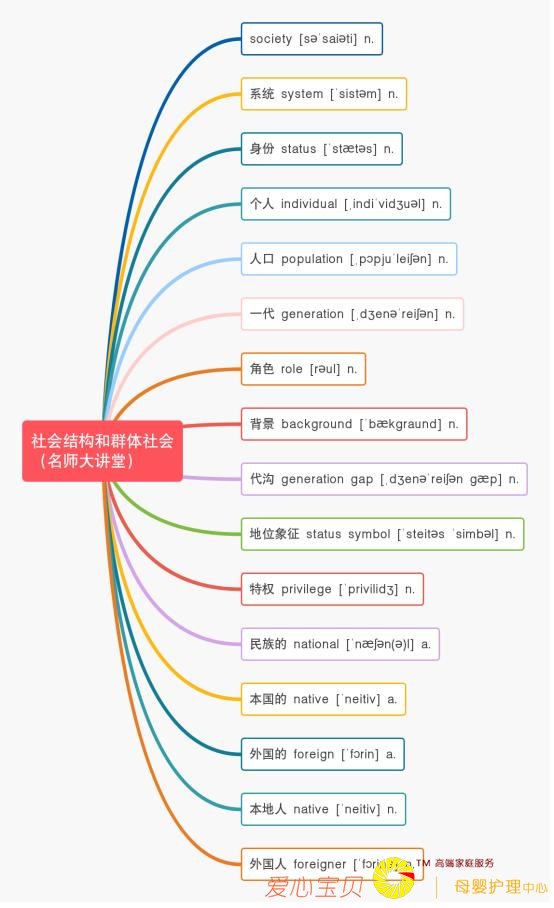 society [səˈsaiəti] n.
系统 system [ˈsistəm] n.
身份 status [ˈstætəs] n.
个人 individual [ˌindiˈvidʒuəl] n.
人口 population [ˌpɔpjuˈleiʃən] n.
一代 generation [ˌdʒenəˈreiʃən] n.
角色 role [rəul] n.
背景 background [ˈbækgraund] n.
社会结构和群体社会
（名师大讲堂）
代沟 generation gap [ˌdʒenəˈreiʃən gæp] n.
地位象征 status symbol [ˈsteitəs ˈsimbəl] n.
特权 privilege [ˈprivilidʒ] n.
民族的 national [ˈnæʃən(ə)l] a.
本国的 native [ˈneitiv] a.
外国的 foreign [ˈfɔrin] a.
本地人 native [ˈneitiv] n.
外国人 foreigner n.
TM 高端家庭服务
爱心宝贝
母婴护理中心